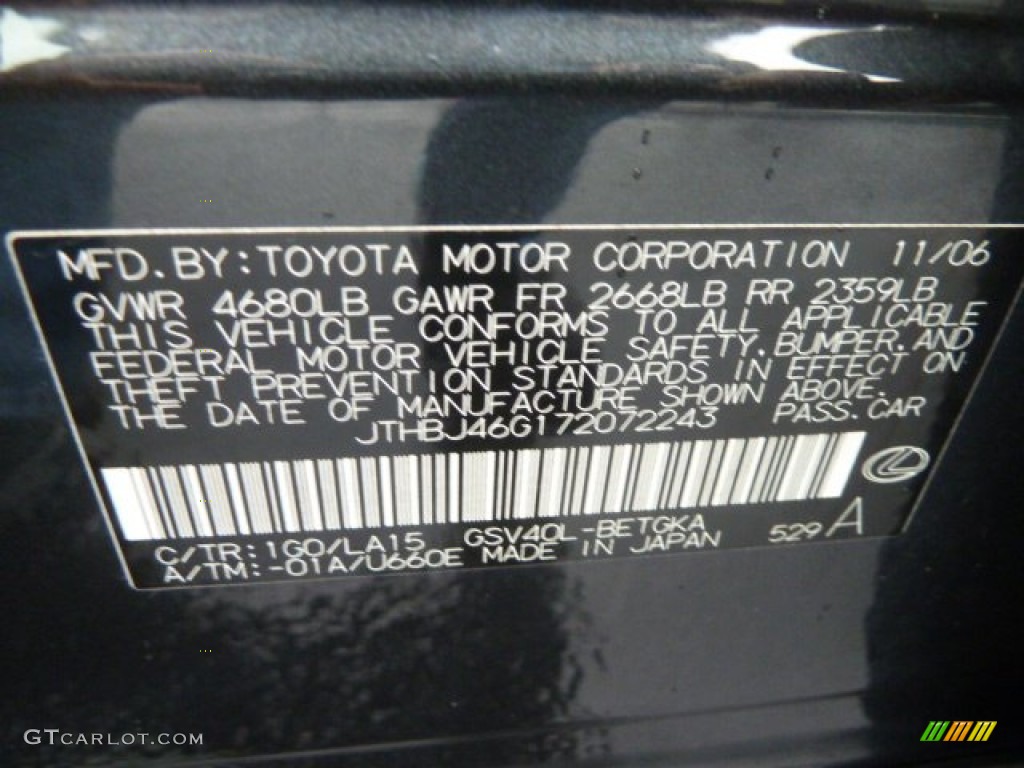 MFD. BY: TOYOTA MOTOR CORPORATION 11/06
GVWR 4680LB GAWR FR 2668LB RR 2359LB
THIS VEHICLE CONFORMS TO ALL APPLICABLE
FEDERAL MOTOR VEHICLE SAFETY, BUMPER, AND
THEFT PREVENTION STANDARDS IN EFFECT ON
THE DATE OF MANUFACTURE SHOWN ABOVE.
JTHBJ46G172072243 PASS. CAR
C/TR: 1G0/LA15 GSV40L-BETGKA 529 A
A/TM: -01A/U660E MADE IN JAPAN
GTCARLOT.COM